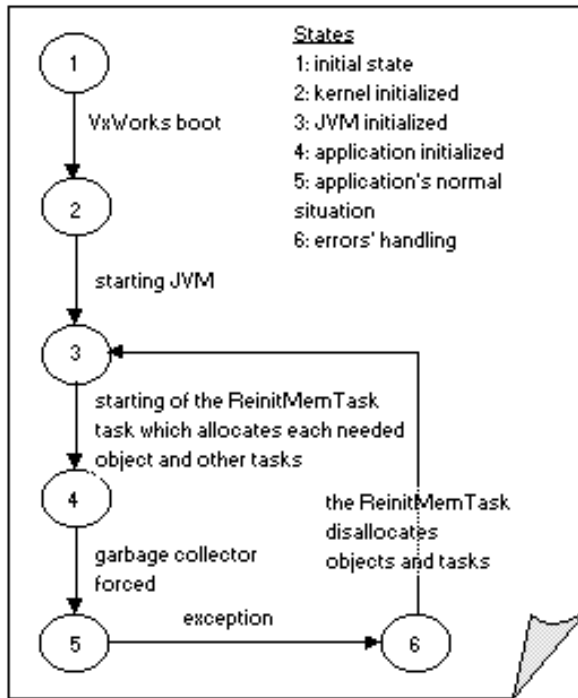 States
1: initial state
2: kernel initialized
3: JVM initialized
4: application initialized
5: application's normal
situation
6: errors' handling
1
VxWorks boot
2
starting JVM
3
starting of the ReinitMemTask
task which allocates each needed
object and other tasks
4
the ReinitMemTask
disallocates
objects and tasks
garbage collector
forced
5
exception
6